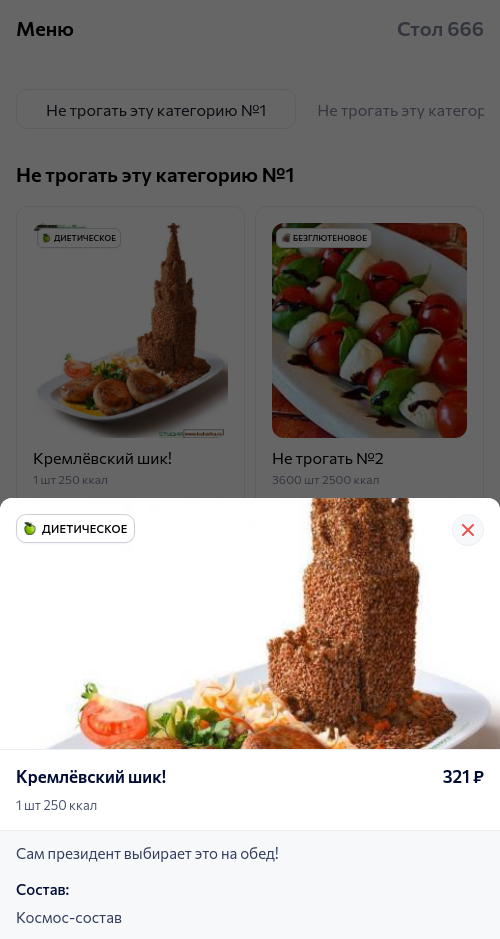 Меню
Стол 666
Не трогать эту категорию №1
Не трогать эту категор
Не трогать эту категорию №1
ДИЕТИЧЕСКОЕ
БЕЗГЛЮТЕНОВОЕ
Кремлёвский шик!
1 шт 250 ккал
Не трогать №2
3600 шт 2500 ккал
ДИЕТИЧЕСКОЕ
Кремлёвский шик!
321 ₽
1 шт 250 ккал
Сам президент выбирает это на обед!
Состав:
Космос-состав